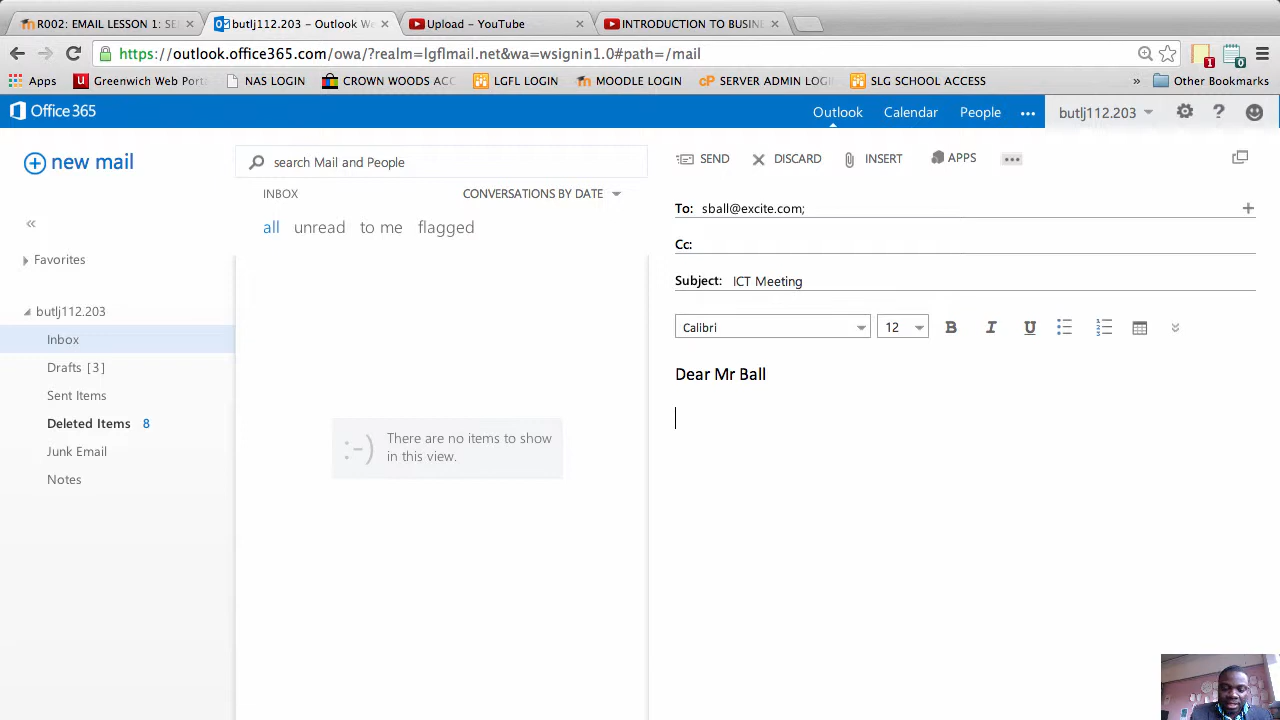 R002: EMAIL LESSON 1: SE
butlj112.203 – Outlook We
Upload – YouTube
INTRODUCTION TO BUSIN
https://outlook.office365.com/owa/?realm=lgflmail.net&wa=wsignin1.0#path=/mail
1
0
Apps
Greenwich Web Port
NAS LOGIN
CROWN WOODS ACC
LGFL LOGIN
MOODLE LOGIN
cP SERVER ADMIN LOGI
SLG SCHOOL ACCESS
»
Other Bookmarks
Office 365
Outlook
Calendar
People
•••
butlj112.203
?
+ new mail
search Mail and People
SEND
DISCARD
INSERT
APPS
•••
INBOX
CONVERSATIONS BY DATE
all unread to me flagged
«
Favorites
butlj112.203
Inbox
Drafts [3]
Sent Items
Deleted Items 8
Junk Email
Notes
:-)
There are no items to show
in this view.
To: sball@excite.com;
+
Cc:
Subject: ICT Meeting
Calibri
12
B
I
U
Dear Mr Ball